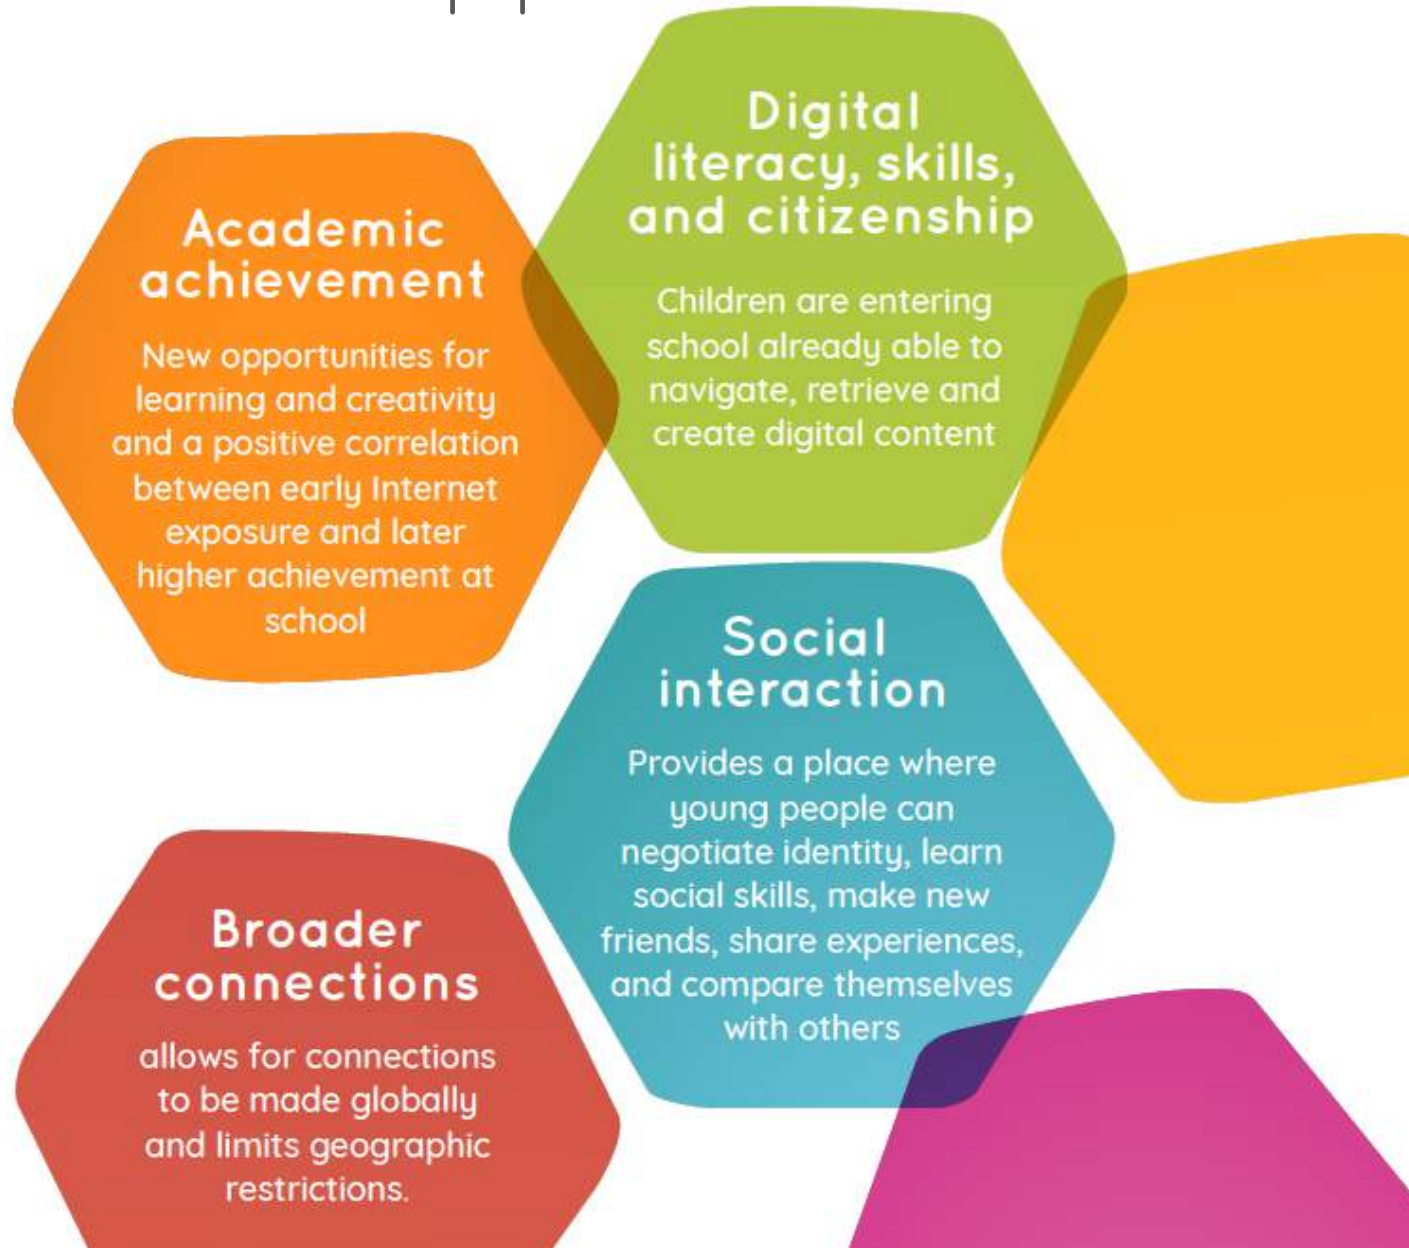 Academic
achievement
New opportunities for
learning and creativity
and a positive correlation
between early Internet
exposure and later
higher achievement at
school
Digital
literacy, skills,
and citizenship
Children are entering
school already able to
navigate, retrieve and
create digital content
Social
interaction
Provides a place where
young people can
negotiate identity, learn
social skills, make new
friends, share experiences,
and compare themselves
with others
Broader
connections
allows for connections
to be made globally
and limits geographic
restrictions.